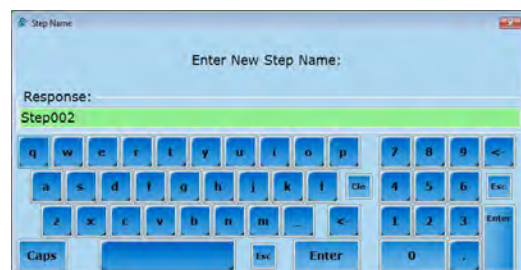 Step Name
Enter New Step Name:
Response:
Step002
q w e r t y u i o p 7 8 9 <-
a s d f g h j k l Cle 4 5 6 Esc
z x c v b n m _ <- 1 2 3 Enter
Caps Esc Enter 0 .